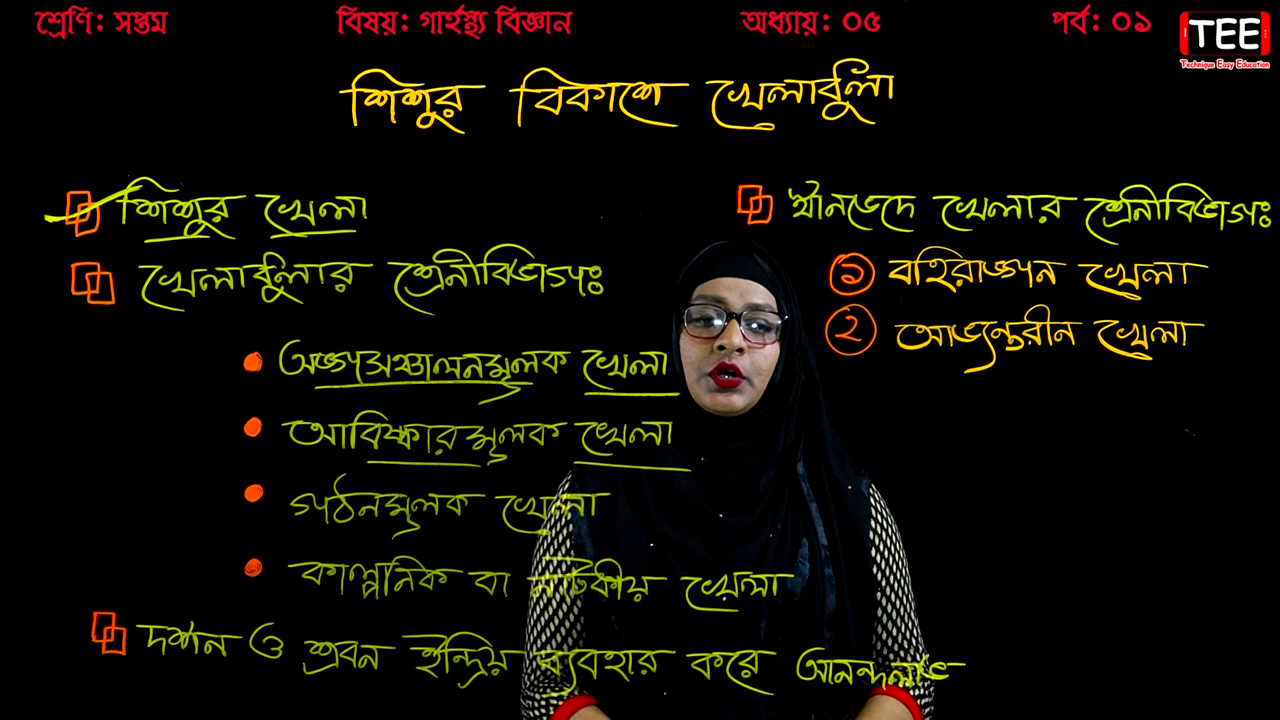 শ্রেণি: সপ্তম বিষয়: গার্হস্থ্য বিজ্ঞান অধ্যায়: ০৫ পর্ব: ০১
TEE
Technique Easy Education
শিশুর বিকাশে খেলাধুলা
শিশুর খেলা
খেলাধুলার শ্রেনীবিভাগঃ
অঙ্গসঞ্চালনমূলক খেলা
আবিষ্কারমূলক খেলা
গঠনমূলক খেলা
কাল্পনিক বা নাটকীয় খেলা
দর্শন ও শ্রবন ইন্দ্রিয় ব্যবহার করে আনন্দলাভ
স্থানভেদে খেলার শ্রেনীবিভাগঃ
১ বহিরাঙ্গন খেলা
২ আভ্যন্তরীন খেলা